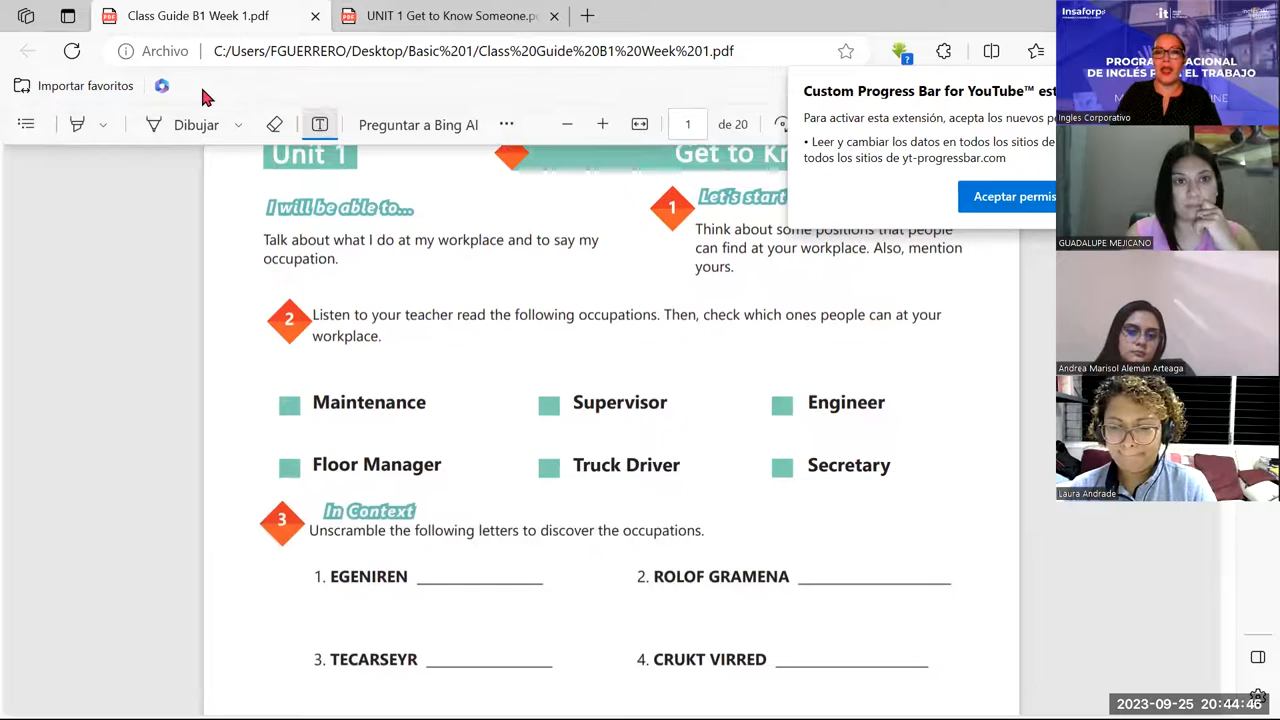 Class Guide B1 Week 1.pdf
UNIT 1 Get to Know Someone.p
Archivo
C:/Users/FGUERRERO/Desktop/Basic%201/Class%20Guide%20B1%20Week%201.pdf
Importar favoritos
Dibujar
Preguntar a Bing
1
de 20
Custom Progress Bar for YouTube™ est
Para activar esta extensión, acepta los nuevos pe
• Leer y cambiar los datos en todos los sitios de
todos los sitios de yt-progressbar.com
Aceptar permis
Unit 1
Get to Kn
I will be able to...
Talk about what I do at my workplace and to say my
occupation.
1
Let's start
Think about some positions that people
can find at your workplace. Also, mention
yours.
2
Listen to your teacher read the following occupations. Then, check which ones people can at your
workplace.
Maintenance
Supervisor
Engineer
Floor Manager
Truck Driver
Secretary
3
In Context
Unscramble the following letters to discover the occupations.
1. EGENIREN
2. ROLOF GRAMENA
3. TECARSEYR
4. CRUKT VIRRED
Insaforp
it
PROGRA ACIONAL
DE INGLÉS P EL TRABAJO
Ingles Corporativo
GUADALUPE MEJICANO
Andrea Marisol Alemán Arteaga
Laura Andrade
2023-09-25 20:44:46